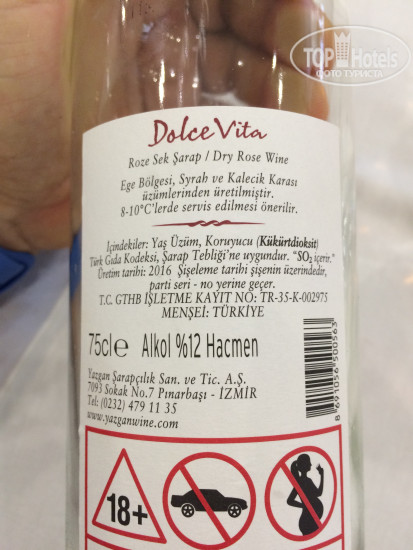 TOP Hotels
ФОТО ТУРИСТА
Dolce Vita
Roze Sek Şarap / Dry Rose Wine
Ege Bölgesi, Syrah ve Kalecik Karası
üzümlerinden üretilmiştir.
8-10°C'lerde servis edilmesi önerilir.
İçindekiler: Yaş Üzüm, Koruyucu (Kükürtdioksit)
Türk Gıda Kodeksi, Şarap Tebliği'ne uygundur. "SO₂ içerir."
Üretim tarihi: 2016 Şişeleme tarihi şişenin üzerindedir,
parti seri - no yerine geçer.
T.C. GTHB İŞLETME KAYIT NO: TR-35-K-002975
MENŞEİ: TÜRKİYE
75cl e Alkol %12 Hacmen
Yazgan Şarapçılık San. ve Tic. A.Ş.
7093 Sokak No.7 Pınarbaşı - İZMİR
Tel: (0232) 479 11 35
www.yazganwine.com
8 691056 500563
18+